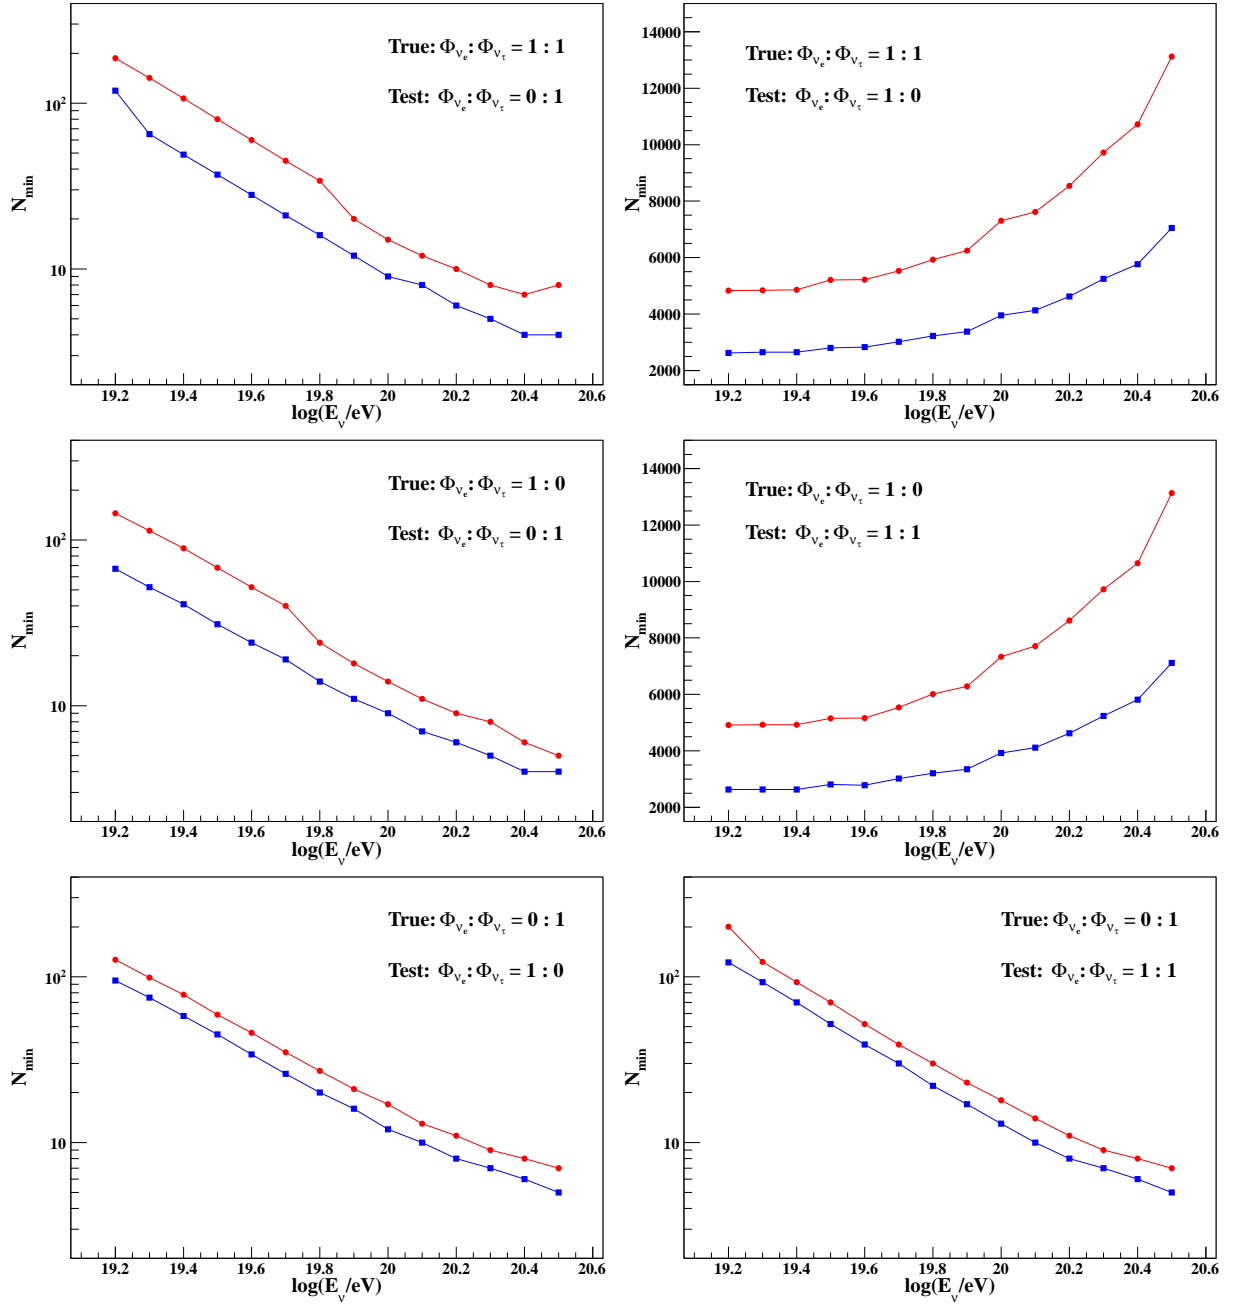 True: Φνe : Φντ = 1 : 1
Test: Φνe : Φντ = 0 : 1
10²
10
Nmin
19.2 19.4 19.6 19.8 20 20.2 20.4 20.6
log(Eν/eV)
True: Φνe : Φντ = 1 : 1
Test: Φνe : Φντ = 1 : 0
14000
12000
10000
8000
6000
4000
2000
Nmin
19.2 19.4 19.6 19.8 20 20.2 20.4 20.6
log(Eν/eV)
True: Φνe : Φντ = 1 : 0
Test: Φνe : Φντ = 0 : 1
10²
10
Nmin
19.2 19.4 19.6 19.8 20 20.2 20.4 20.6
log(Eν/eV)
True: Φνe : Φντ = 1 : 0
Test: Φνe : Φντ = 1 : 1
14000
12000
10000
8000
6000
4000
2000
Nmin
19.2 19.4 19.6 19.8 20 20.2 20.4 20.6
log(Eν/eV)
True: Φνe : Φντ = 0 : 1
Test: Φνe : Φντ = 1 : 0
10²
10
Nmin
19.2 19.4 19.6 19.8 20 20.2 20.4 20.6
log(Eν/eV)
True: Φνe : Φντ = 0 : 1
Test: Φνe : Φντ = 1 : 1
10²
10
Nmin
19.2 19.4 19.6 19.8 20 20.2 20.4 20.6
log(Eν/eV)